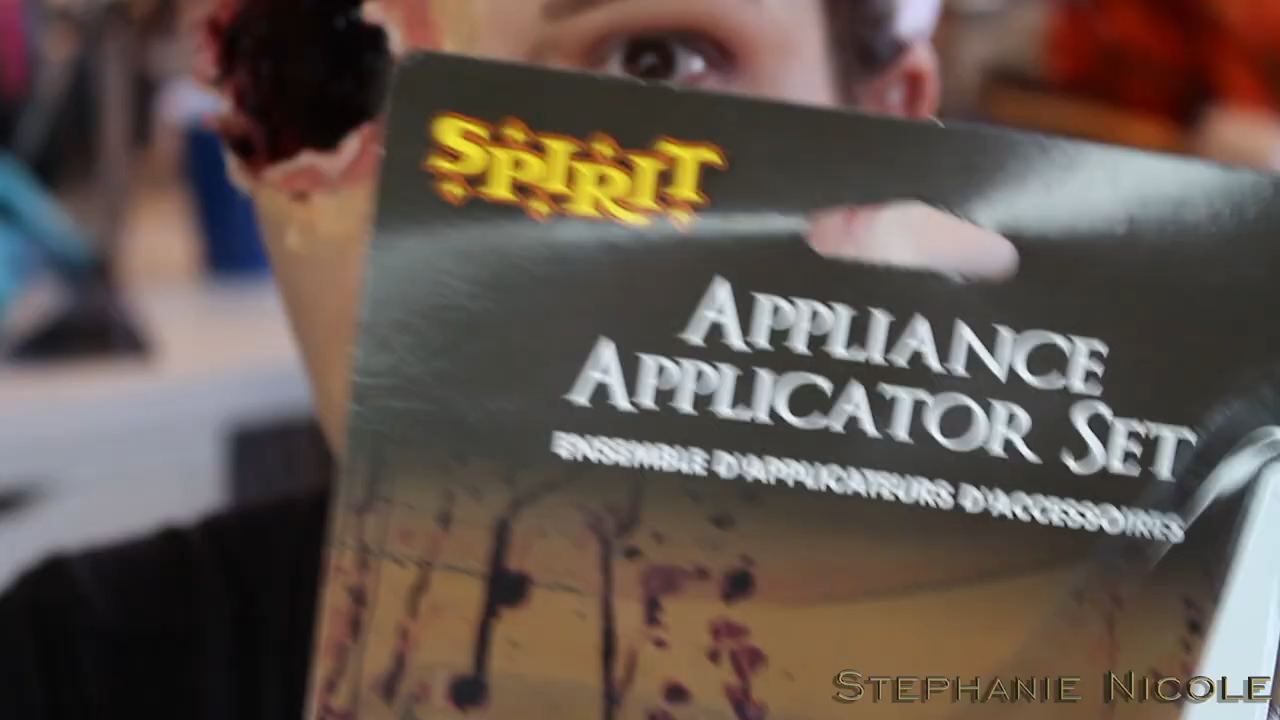 SPIRIT
APPLIANCE
APPLICATOR SET
ENSEMBLE D'APPLICATEURS D'ACCESSOIRES
STEPHANIE NICOLE